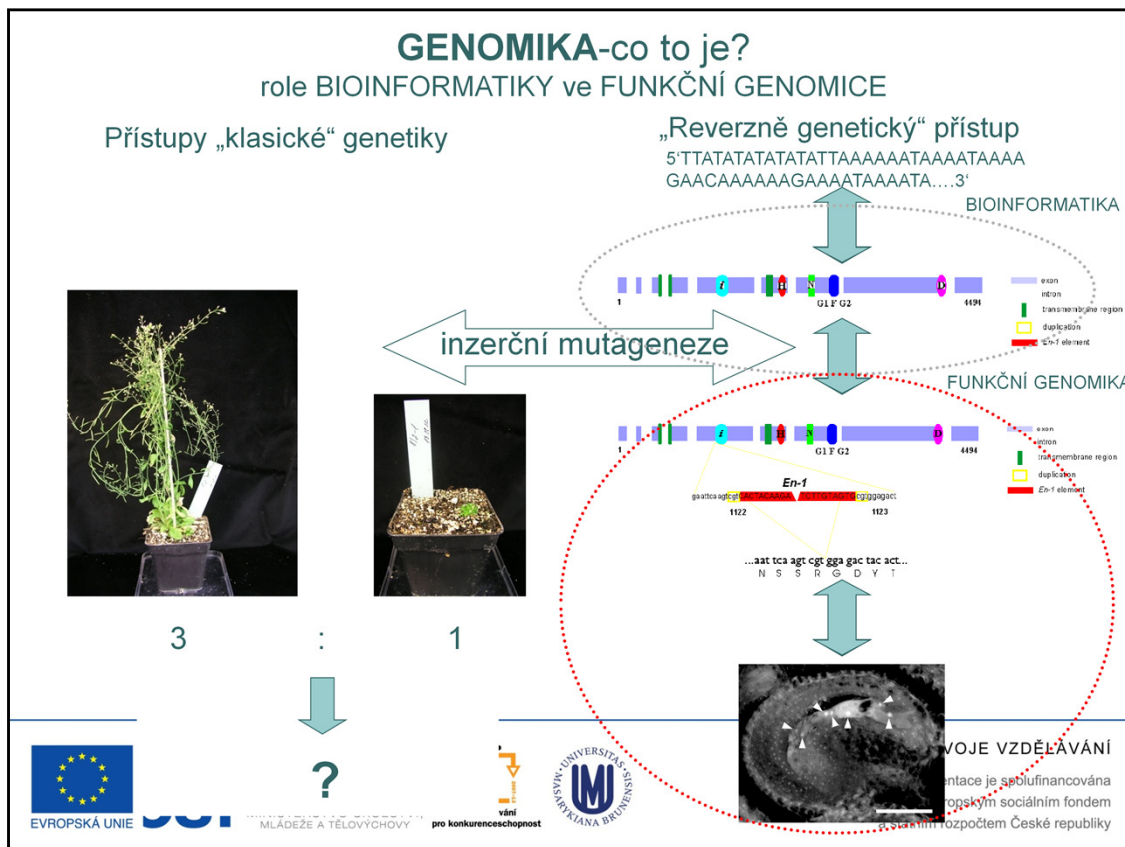 GENOMIKA-co to je?
role BIOINFORMATIKY ve FUNKČNÍ GENOMICE
Přístupy „klasické“ genetiky
„Reverzně genetický“ přístup
5‘TTATATATATATATTAAAAAATAAAATAAAA
GAACAAAAAAGAAAATAAAATA....3‘
BIOINFORMATIKA
i H N D
1 G1 F G2 4494
exon
intron
transmembrane region
duplication
En-1 element
inzerční mutageneze
FUNKČNÍ GENOMIKA
i H N D
1 G1 F G2 4494
exon
intron
transmembrane region
duplication
En-1 element
En-1
gaattcaagtcgtCACTACAAGA TCTTGTAGTGcgtggagact
1122 1123
...aat tca agt cgt gga gac tac act...
N S S R G D Y T
3 : 1
?
EVROPSKÁ UNIE
MLÁDEŽE A TĚLOVÝCHOVY
vání
pro konkurenceschopnost
UNIVERSITAS MASARYKIANA BRUNENSIS
VOJE VZDĚLÁVÁNÍ
entace je spolufinancována
ropským sociálním fondem
a státním rozpočtem České republiky